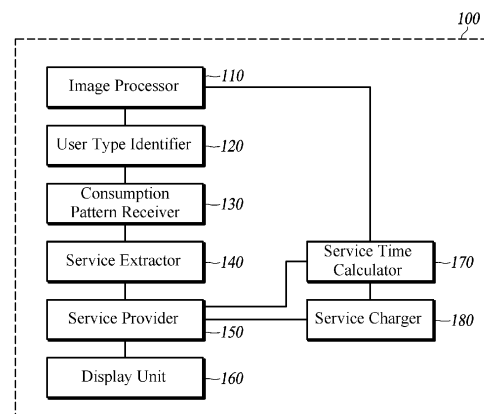 100
Image Processor
110
User Type Identifier
120
Consumption
Pattern Receiver
130
Service Extractor
140
Service Time
Calculator
170
Service Provider
150
Service Charger
180
Display Unit
160